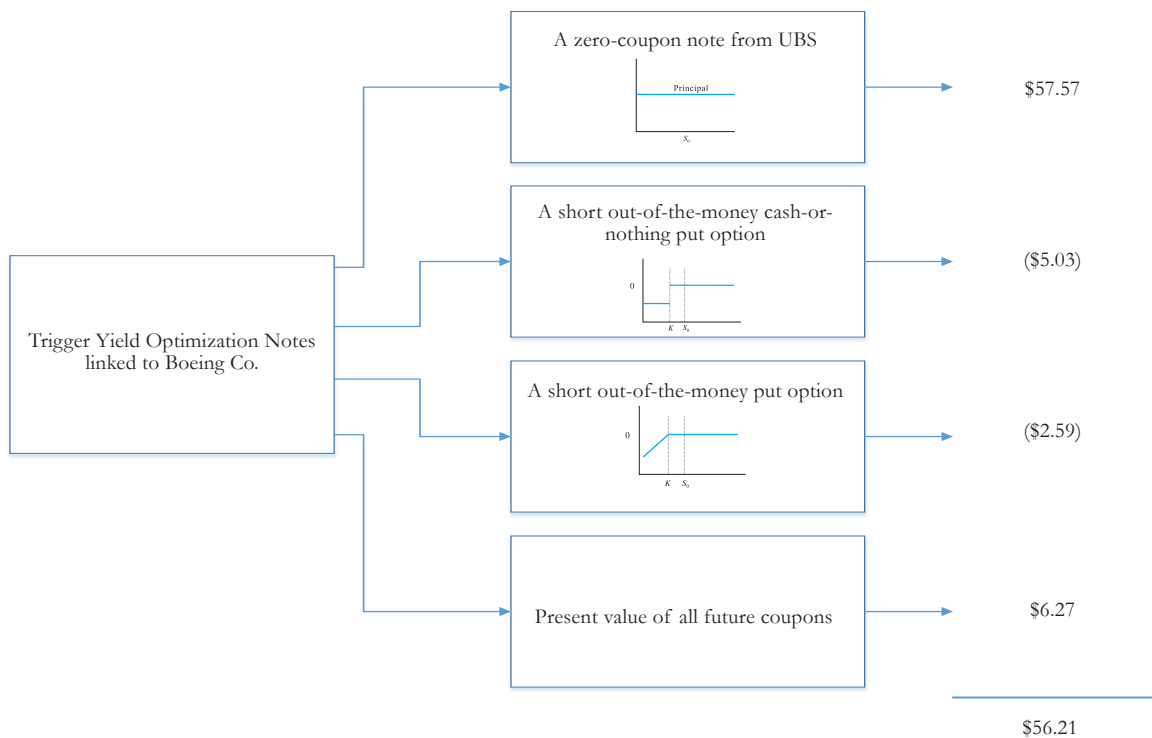 A zero-coupon note from UBS
Principal
S0
$57.57
A short out-of-the-money cash-or-
nothing put option
0
K
S0
($5.03)
Trigger Yield Optimization Notes
linked to Boeing Co.
A short out-of-the-money put option
0
K
S0
($2.59)
Present value of all future coupons
$6.27
$56.21